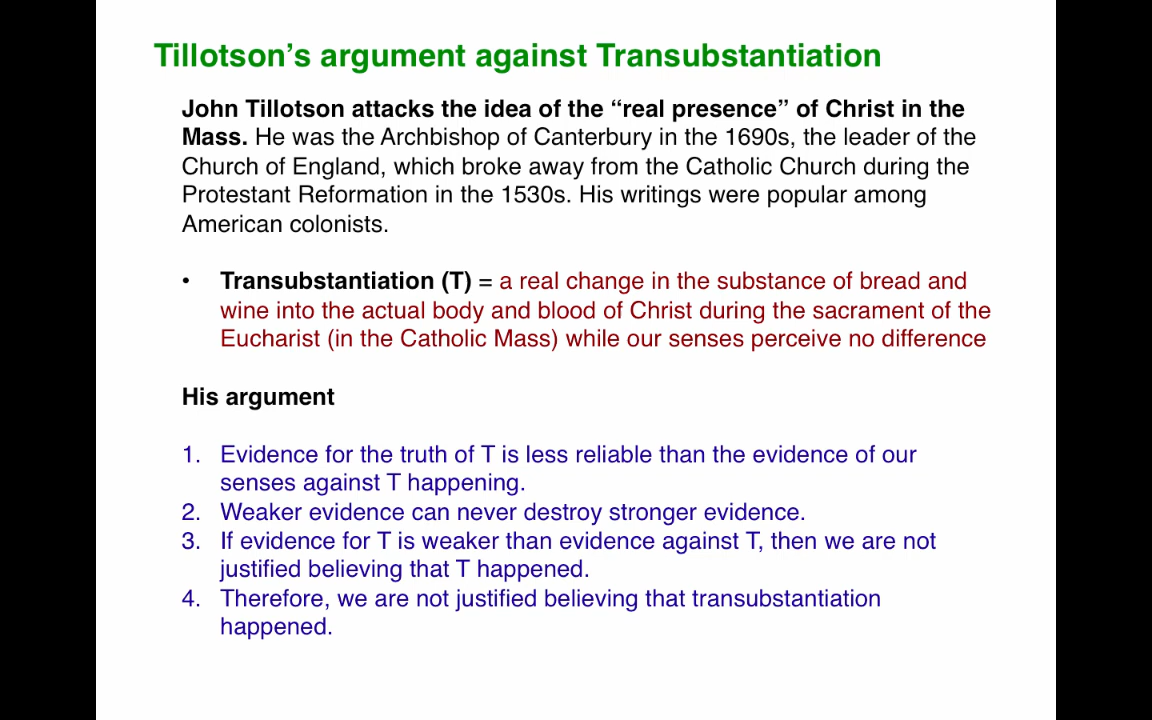 Tillotson’s argument against Transubstantiation
John Tillotson attacks the idea of the “real presence” of Christ in the
Mass. He was the Archbishop of Canterbury in the 1690s, the leader of the
Church of England, which broke away from the Catholic Church during the
Protestant Reformation in the 1530s. His writings were popular among
American colonists.
• Transubstantiation (T) = a real change in the substance of bread and
wine into the actual body and blood of Christ during the sacrament of the
Eucharist (in the Catholic Mass) while our senses perceive no difference
His argument
1. Evidence for the truth of T is less reliable than the evidence of our
senses against T happening.
2. Weaker evidence can never destroy stronger evidence.
3. If evidence for T is weaker than evidence against T, then we are not
justified believing that T happened.
4. Therefore, we are not justified believing that transubstantiation
happened.